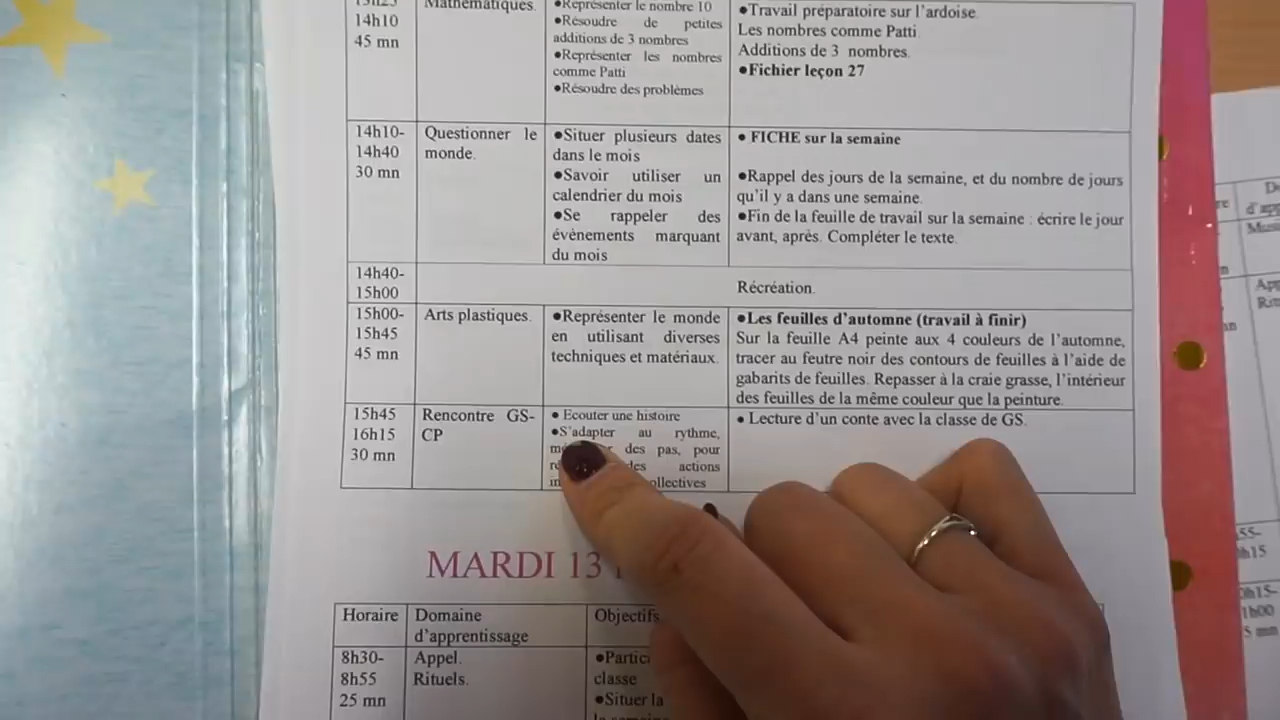 14h10
45 mn
Mathématiques.
●Représenter le nombre 10
●Résoudre de petites
additions de 3 nombres
●Représenter les nombres
comme Patti
●Résoudre des problèmes
●Travail préparatoire sur l'ardoise.
Les nombres comme Patti.
Additions de 3 nombres.
●Fichier leçon 27
14h10-
14h40
30 mn
Questionner le
monde.
●Situer plusieurs dates
dans le mois
●Savoir utiliser un
calendrier du mois
●Se rappeler des
évènements marquant
du mois
● FICHE sur la semaine
●Rappel des jours de la semaine, et du nombre de jours
qu'il y a dans une semaine.
●Fin de la feuille de travail sur la semaine : écrire le jour
avant, après. Compléter le texte.
14h40-
15h00
Récréation.
15h00-
15h45
45 mn
Arts plastiques.
●Représenter le monde
en utilisant diverses
techniques et matériaux.
●Les feuilles d'automne (travail à finir)
Sur la feuille A4 peinte aux 4 couleurs de l'automne,
tracer au feutre noir des contours de feuilles à l'aide de
gabarits de feuilles. Repasser à la craie grasse, l'intérieur
des feuilles de la même couleur que la peinture.
15h45
16h15
30 mn
Rencontre GS-
CP
● Ecouter une histoire
●S'adapter au rythme,
des pas, pour
des actions
● Lecture d'un conte avec la classe de GS.
MARDI 13
Horaire
Domaine
d'apprentissage
Objectifs
8h30-
8h55
25 mn
Appel.
Rituels.
classe
●Situer la